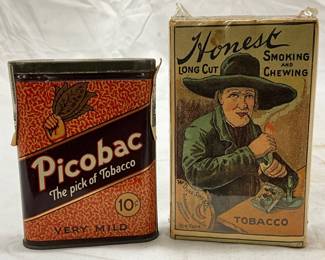 Picobac
The pick of Tobacco
10¢
VERY MILD
Honest
LONG CUT
SMOKING
AND
CHEWING
TOBACCO